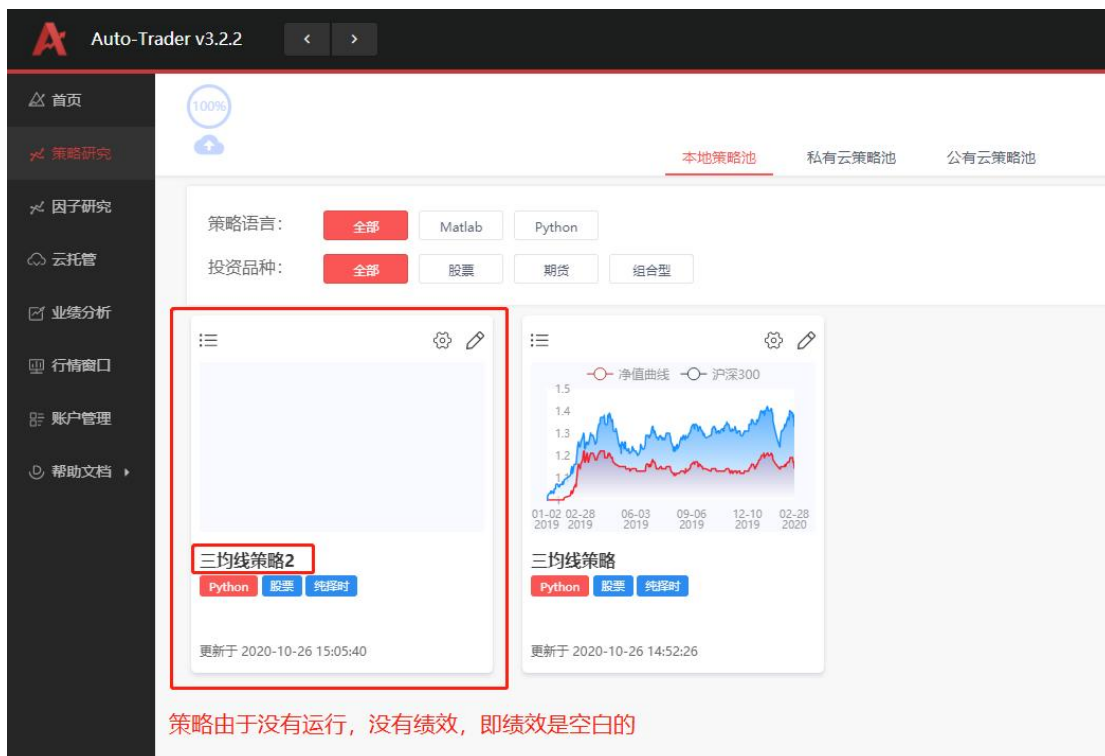 Auto-Trader v3.2.2
首页
100%
策略研究
本地策略池 私有云策略池 公有云策略池
因子研究
策略语言: 全部 Matlab Python
云托管
投资品种: 全部 股票 期货 组合型
业绩分析
行情窗口
账户管理
帮助文档
净值曲线 沪深300
1.5
1.4
1.3
1.2
1.1
01-02 02-28 06-03 09-06 12-10 02-28
2019 2019 2019 2019 2019 2020
三均线策略2 三均线策略
Python 股票 纯择时 Python 股票 纯择时
更新于 2020-10-26 15:05:40 更新于 2020-10-26 14:52:26
策略由于没有运行，没有绩效，即绩效是空白的